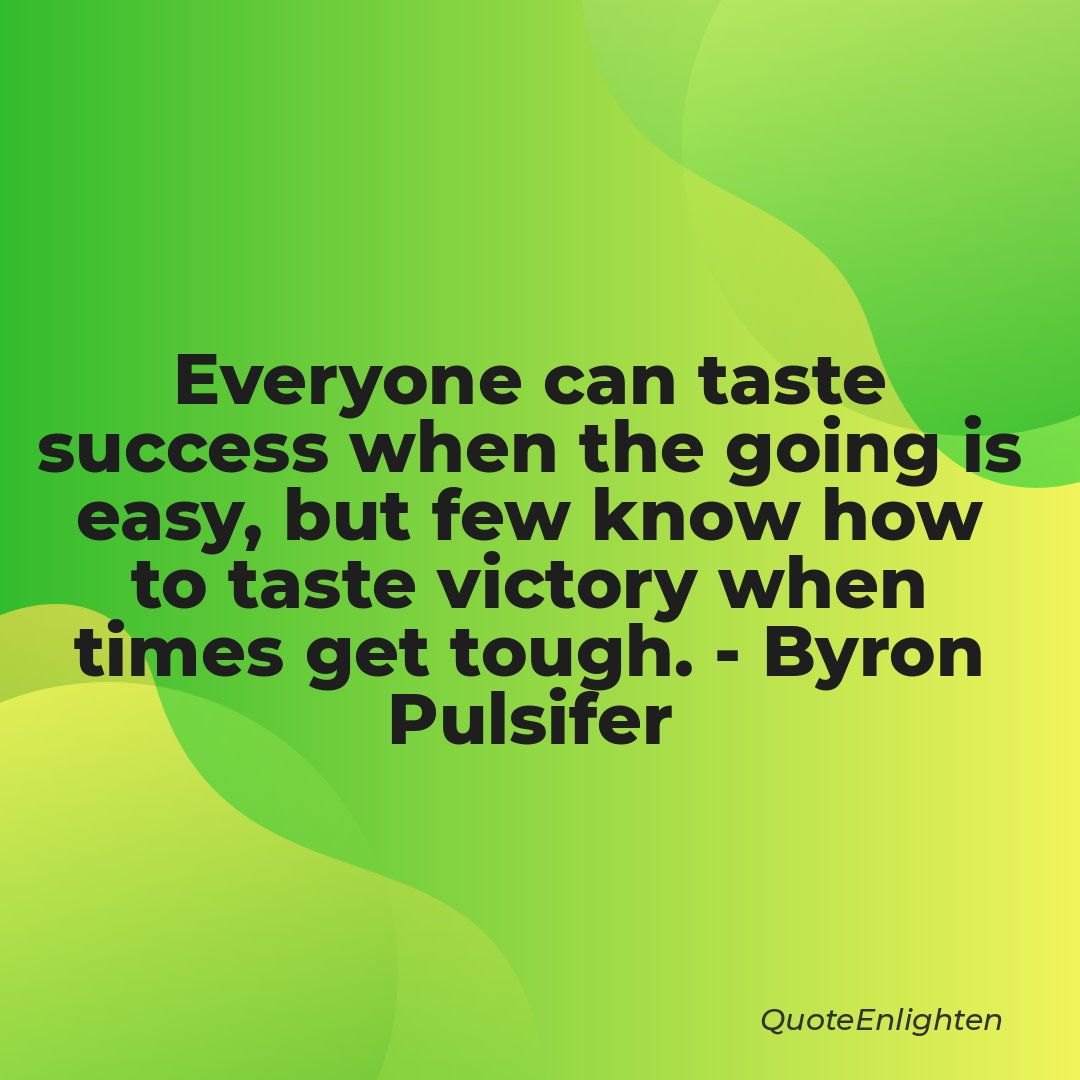 Everyone can taste
success when the going is
easy, but few know how
to taste victory when
times get tough. - Byron
Pulsifer
QuoteEnlighten